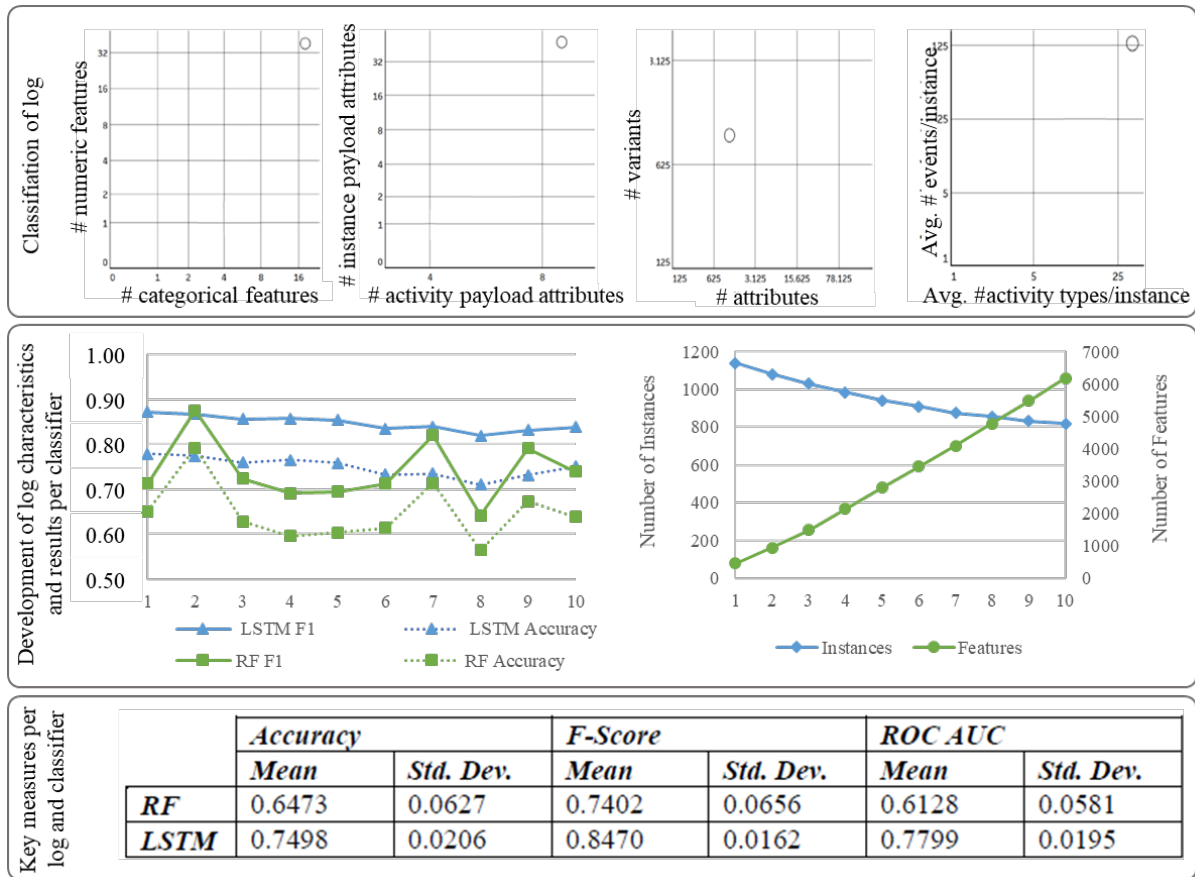 Classifiation of log
# numeric features
32
16
8
4
2
1
0
0 1 2 4 8 16
# categorical features
# instance payload attributes
32
16
8
4
2
1
0
4 8
# activity payload attributes
# variants
3.125
625
125
125 625 3.125 15.625 78.125
# attributes
Avg. # events/instance
125
25
5
1
1 5 25
Avg. #activity types/instance
Development of log characteristics
and results per classifier
1.00
0.90
0.80
0.70
0.60
0.50
1 2 3 4 5 6 7 8 9 10
LSTM F1 LSTM Accuracy
RF F1 RF Accuracy
Number of Instances
1200
1000
800
600
400
200
0
7000
6000
5000
4000
3000
2000
1000
0
Number of Features
1 2 3 4 5 6 7 8 9 10
Instances Features
Key measures per
log and classifier
Accuracy F-Score ROC AUC
Mean Std. Dev. Mean Std. Dev. Mean Std. Dev.
RF 0.6473 0.0627 0.7402 0.0656 0.6128 0.0581
LSTM 0.7498 0.0206 0.8470 0.0162 0.7799 0.0195